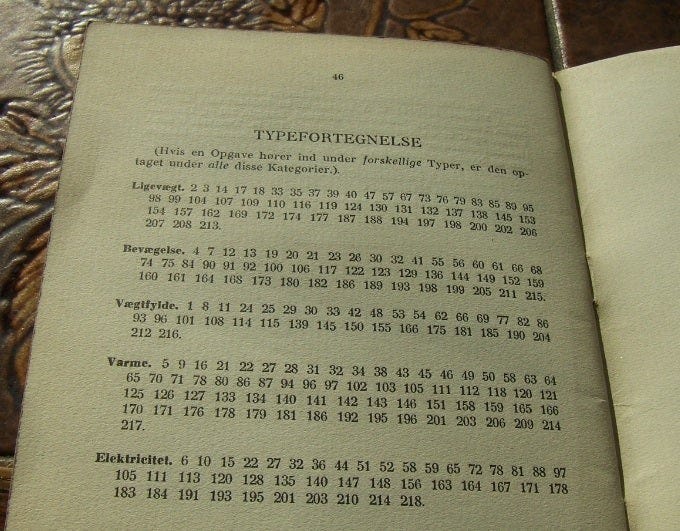 46
TYPEFORTEGNELSE
(Hvis en Opgave hører ind under forskellige Typer, er den op-
taget under alle disse Kategorier.).
Ligevægt. 2 3 14 17 18 33 35 37 39 40 47 57 67 73 76 79 83 85 89 95
98 99 104 107 109 110 116 119 124 130 131 132 137 138 145 153
154 157 162 169 172 174 177 187 188 194 197 198 200 202 206
207 208 213.
Bevægelse. 4 7 12 13 19 20 21 23 26 30 32 41 55 56 60 61 66 68
74 75 84 90 91 92 100 106 117 122 123 129 136 144 149 152 159
160 161 164 168 173 180 182 186 189 193 198 199 205 211 215.
Vægtfylde. 1 8 11 24 25 29 30 33 42 48 53 54 62 66 69 77 82 86
93 96 101 108 114 115 139 145 150 155 166 175 181 185 190 204
212 216.
Varme. 5 9 16 21 22 27 28 31 32 34 38 43 45 46 49 50 58 63 64
65 70 71 78 80 86 87 94 96 97 102 103 105 111 112 118 120 121
125 126 127 133 134 140 141 142 143 146 151 158 159 165 166
170 171 176 178 179 181 186 192 195 196 201 203 206 209 214
217.
Elektricitet. 6 10 15 22 27 32 36 44 51 52 58 59 65 72 78 81 88 97
105 111 113 120 128 135 140 147 148 156 163 164 167 171 178
183 184 191 193 195 201 203 210 214 218.